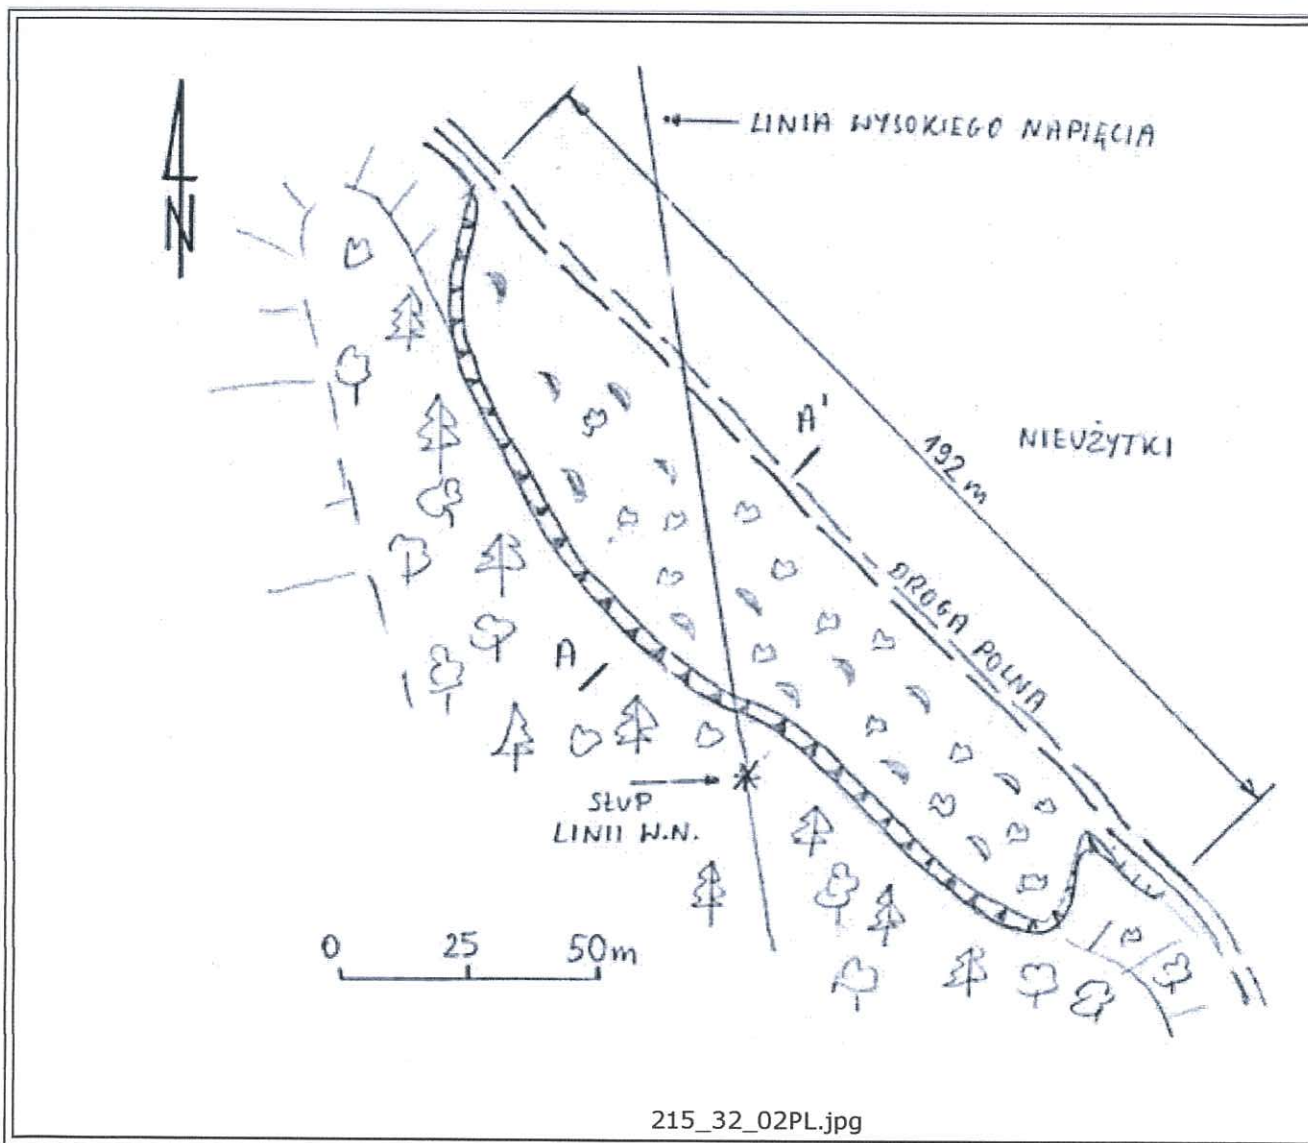 LINIA WYSOKIEGO NAPIĘCIA
N
A'
192 m
NIEUŻYTKI
DROGA POLNA
A
SŁUP
LINII W.N.
0 25 50m
215_32_02PL.jpg